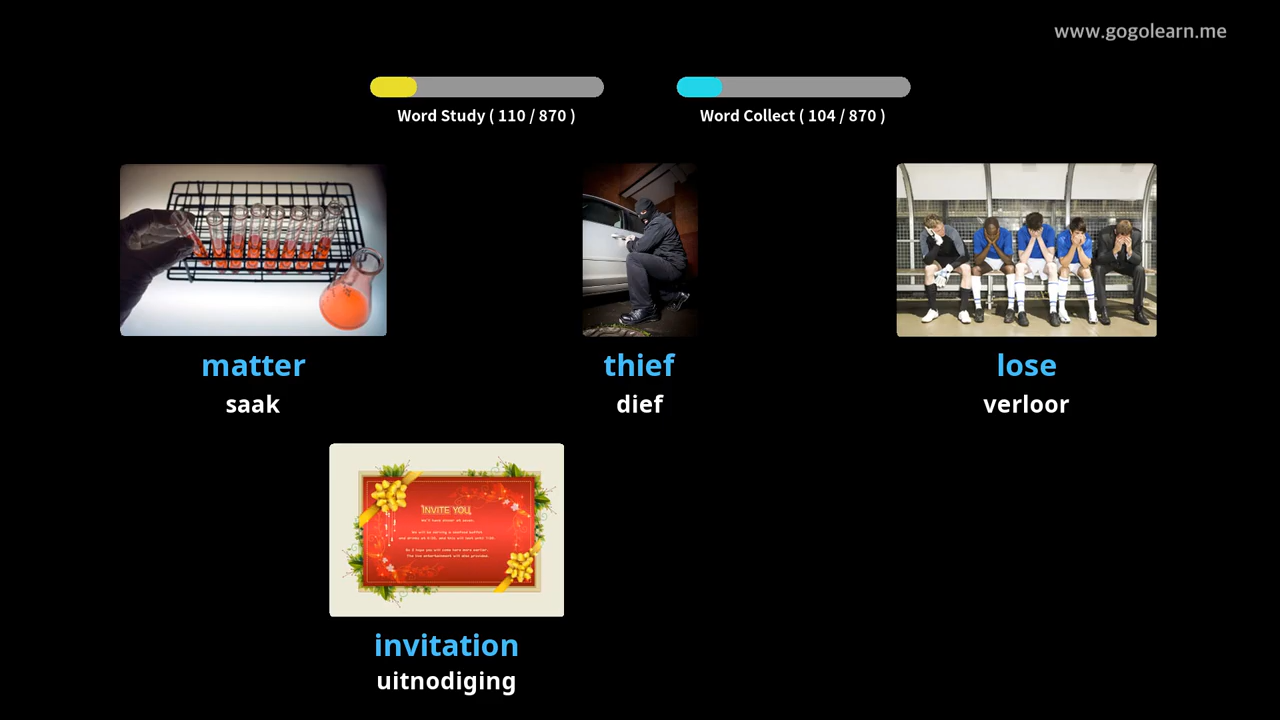 www.gogolearn.me
Word Study ( 110 / 870 )
Word Collect ( 104 / 870 )
matter
thief
lose
saak
dief
verloor
INVITE YOU
invitation
uitnodiging